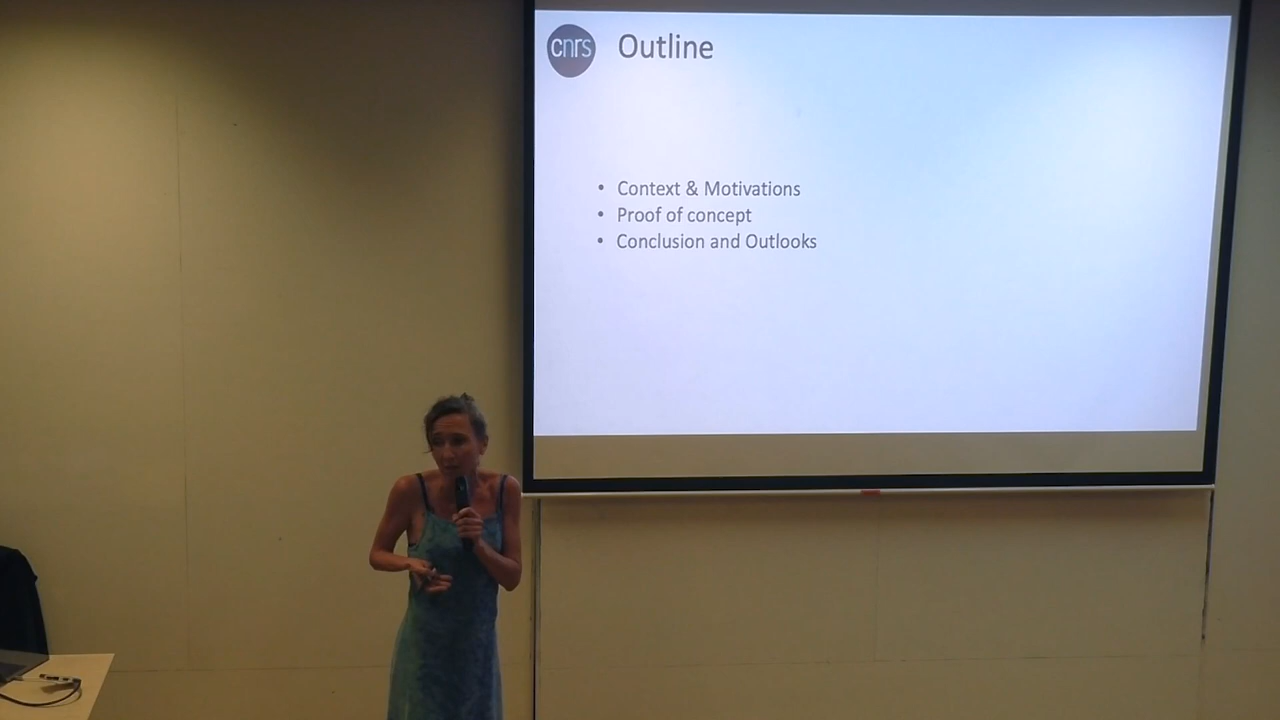 cnrs
Outline
• Context & Motivations
• Proof of concept
• Conclusion and Outlooks